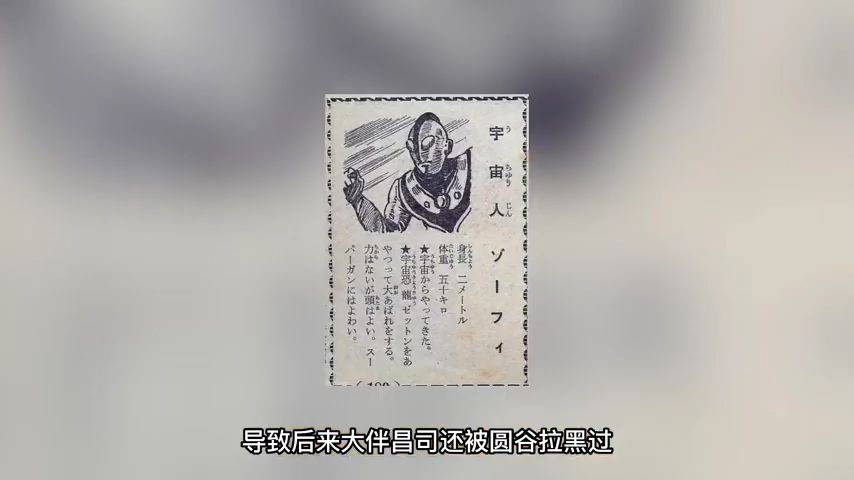 宇宙人 ゾーフィ
身長 二メートル
体重 五十キロ
★宇宙からやってきた。
★宇宙恐龍ゼットンをあ
やつって大あばれをする。
力はないが頭はよい。スー
パーガンにはよわい。
导致后来大伴昌司还被圆谷拉黑过